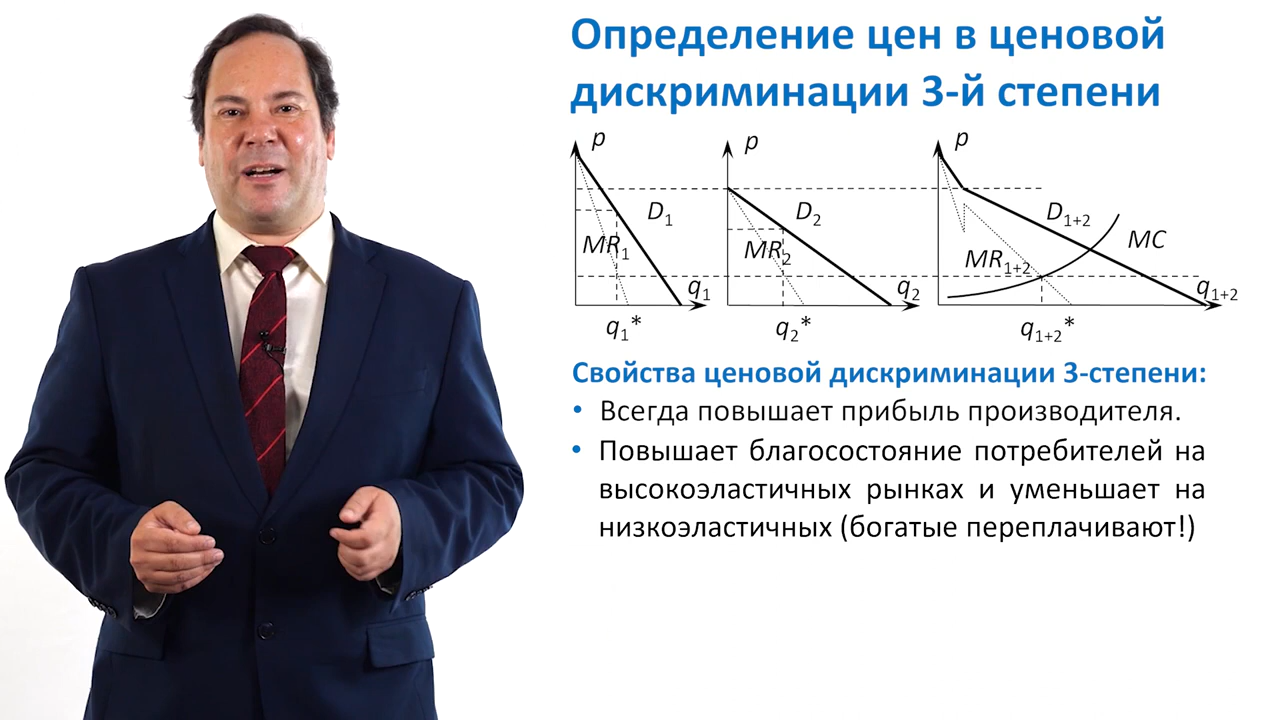 Определение цен в ценовой
дискриминации 3-й степени
p p p
D1 D2 D1+2
MR1 MR2 MR1+2 MC
q1 q2 q1+2
q1* q2* q1+2*
Свойства ценовой дискриминации 3-степени:
• Всегда повышает прибыль производителя.
• Повышает благосостояние потребителей на
высокоэластичных рынках и уменьшает на
низкоэластичных (богатые переплачивают!)